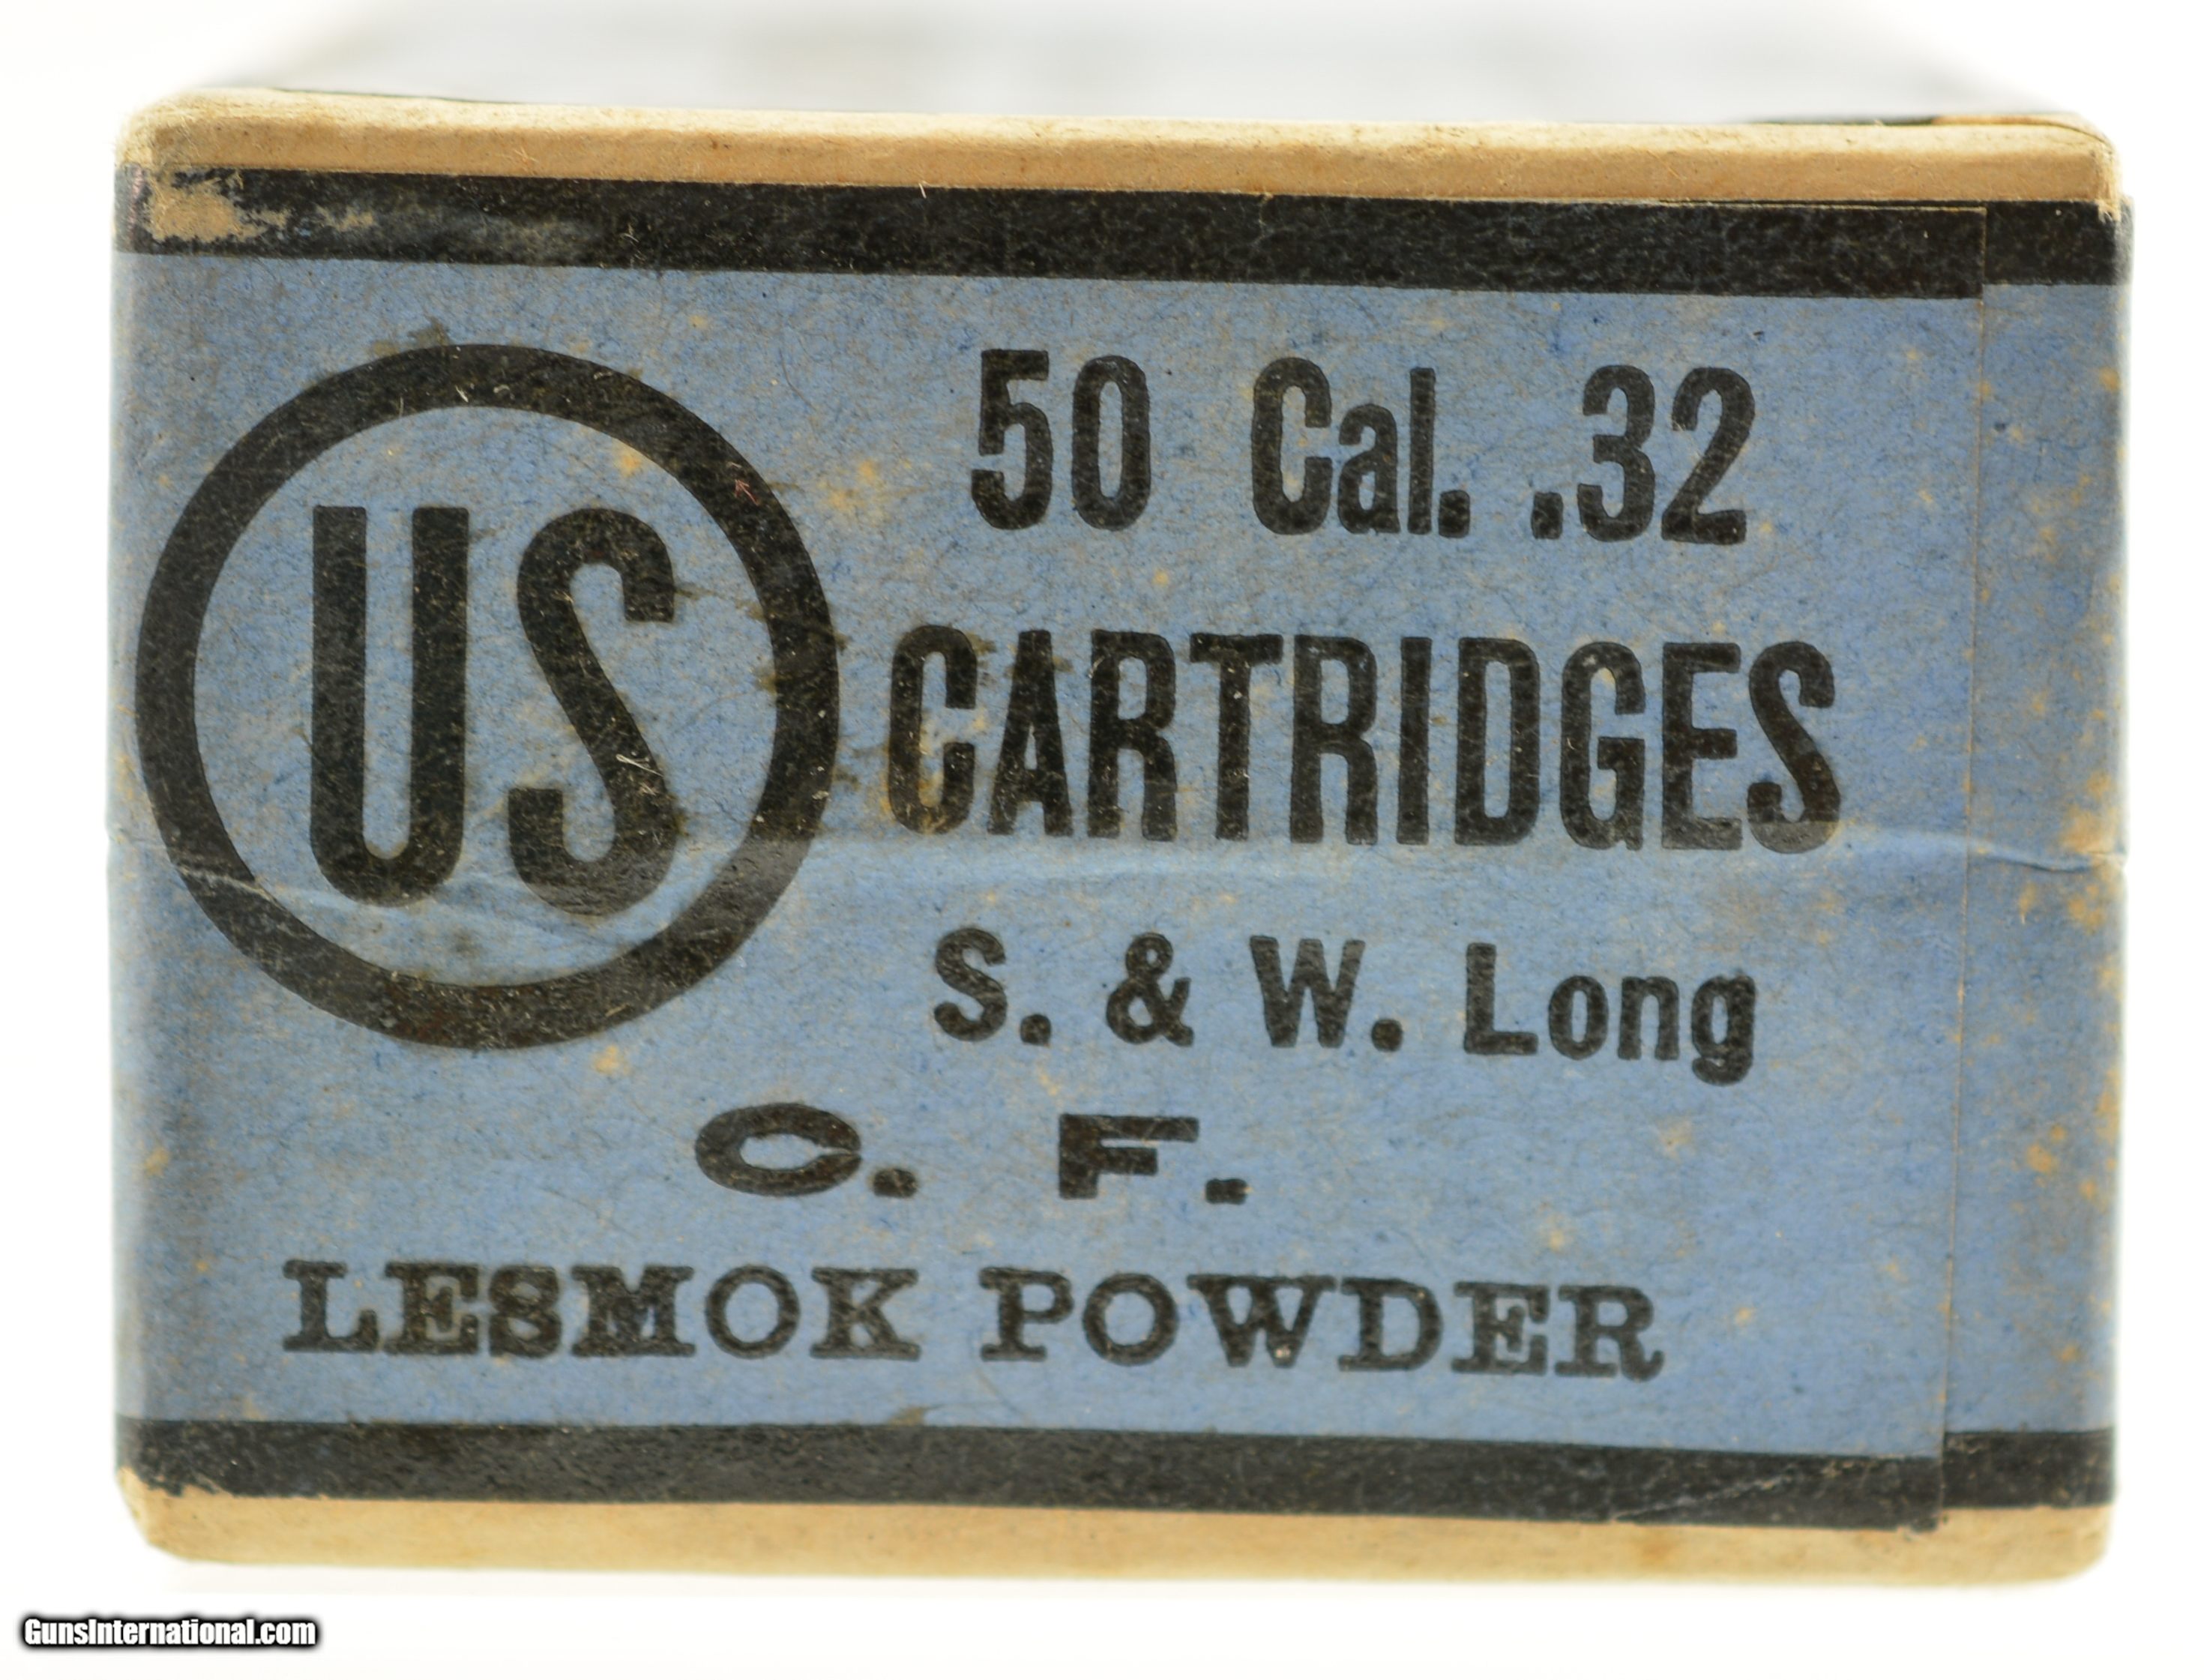 US
50 Cal. .32
CARTRIDGES
S. & W. Long
C. F.
LESMOK POWDER
GunsInternational.com